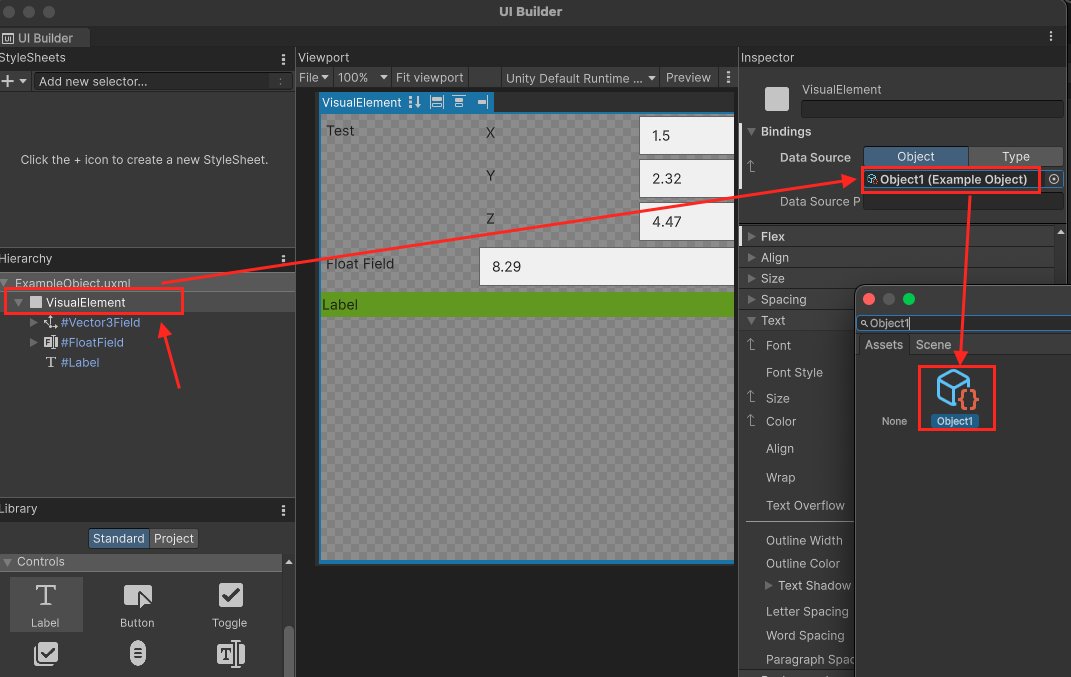 UI Builder
UI Builder
StyleSheets
Add new selector...
Click the + icon to create a new StyleSheet.
Hierarchy
ExampleObject.uxml
VisualElement
#Vector3Field
#FloatField
#Label
Library
Standard
Project
Controls
Label
Button
Toggle
Viewport
File
100%
Fit viewport
Unity Default Runtime ...
Preview
VisualElement
Test
X
1.5
Y
2.32
Z
4.47
Float Field
8.29
Label
Inspector
VisualElement
Bindings
Data Source
Object
Type
Object1 (Example Object)
Data Source P
Flex
Align
Size
Spacing
Text
Font
Font Style
Size
Color
Align
Wrap
Text Overflow
Outline Width
Outline Color
Text Shadow
Letter Spacing
Word Spacing
Paragraph Spac
Object1
Assets
Scene
None
Object1